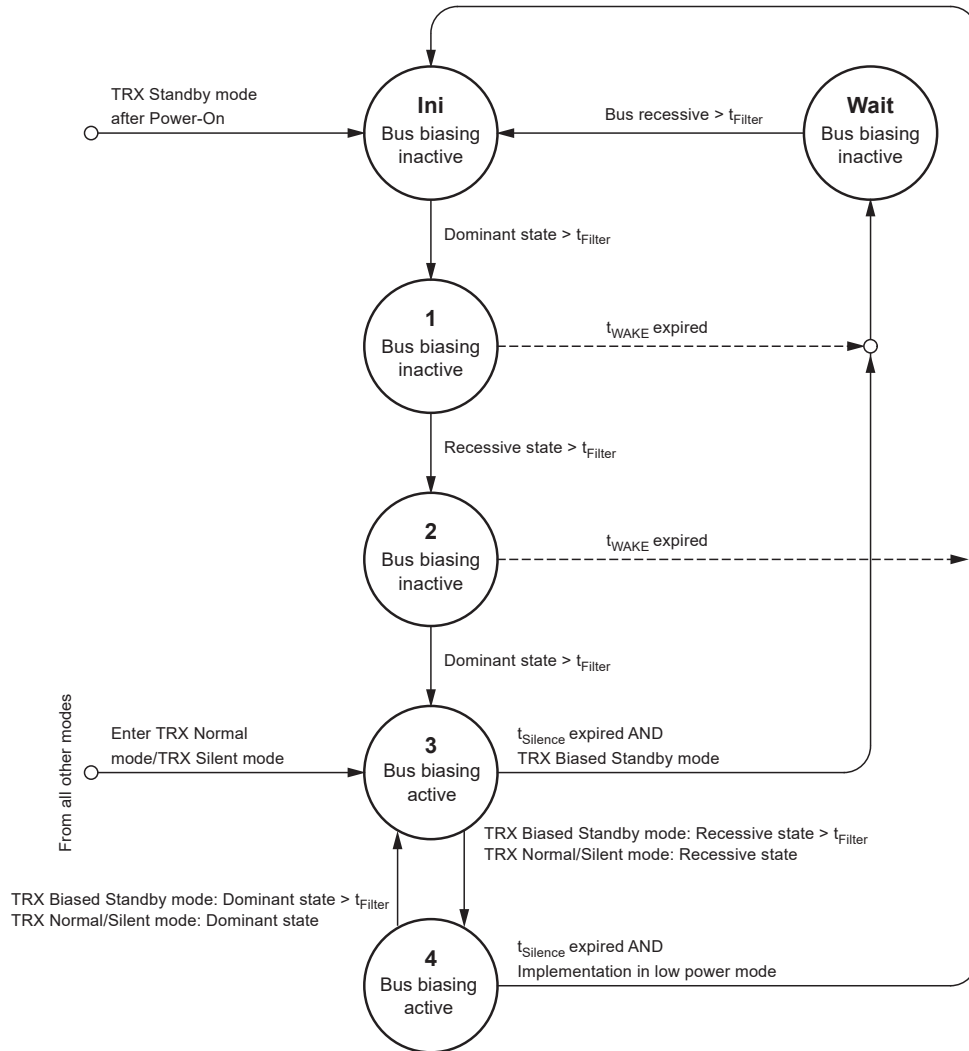 TRX Standby mode
after Power-On
Ini
Bus biasing
inactive
Bus recessive > tFilter
Wait
Bus biasing
inactive
Dominant state > tFilter
1
Bus biasing
inactive
tWAKE expired
Recessive state > tFilter
2
Bus biasing
inactive
tWAKE expired
Dominant state > tFilter
From all other modes
Enter TRX Normal
mode/TRX Silent mode
3
Bus biasing
active
tSilence expired AND
TRX Biased Standby mode
TRX Biased Standby mode: Recessive state > tFilter
TRX Normal/Silent mode: Recessive state
TRX Biased Standby mode: Dominant state > tFilter
TRX Normal/Silent mode: Dominant state
4
Bus biasing
active
tSilence expired AND
Implementation in low power mode